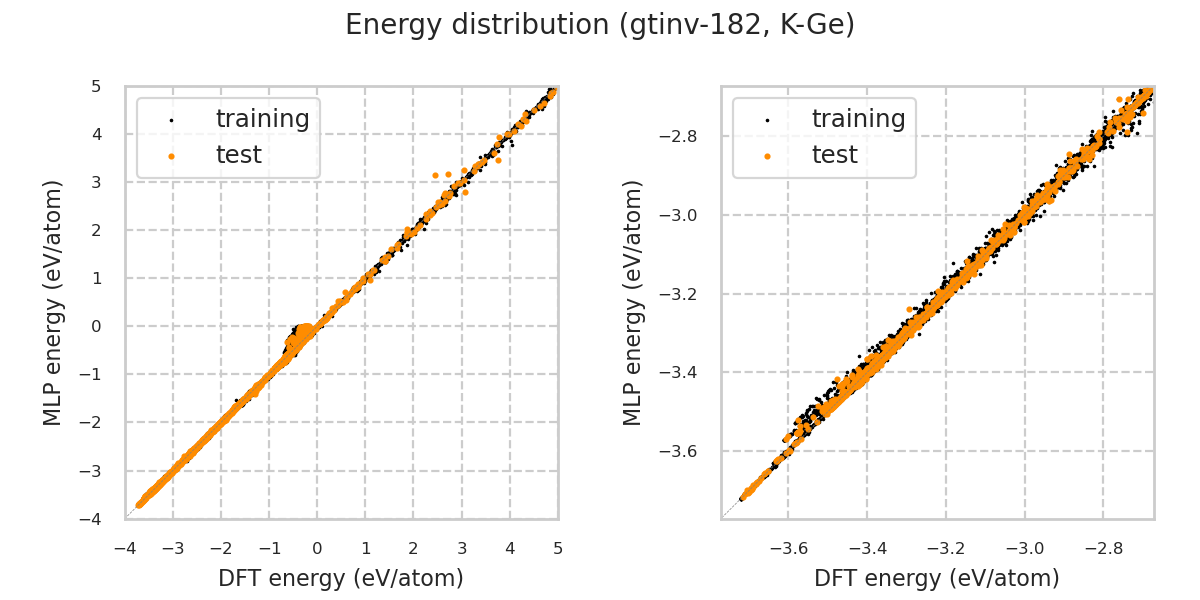 Energy distribution (gtinv-182, K-Ge)
MLP energy (eV/atom)
5
4
3
2
1
0
−1
−2
−3
−4
training
test
−4 −3 −2 −1 0 1 2 3 4 5
DFT energy (eV/atom)
MLP energy (eV/atom)
−2.8
−3.0
−3.2
−3.4
−3.6
training
test
−3.6 −3.4 −3.2 −3.0 −2.8
DFT energy (eV/atom)